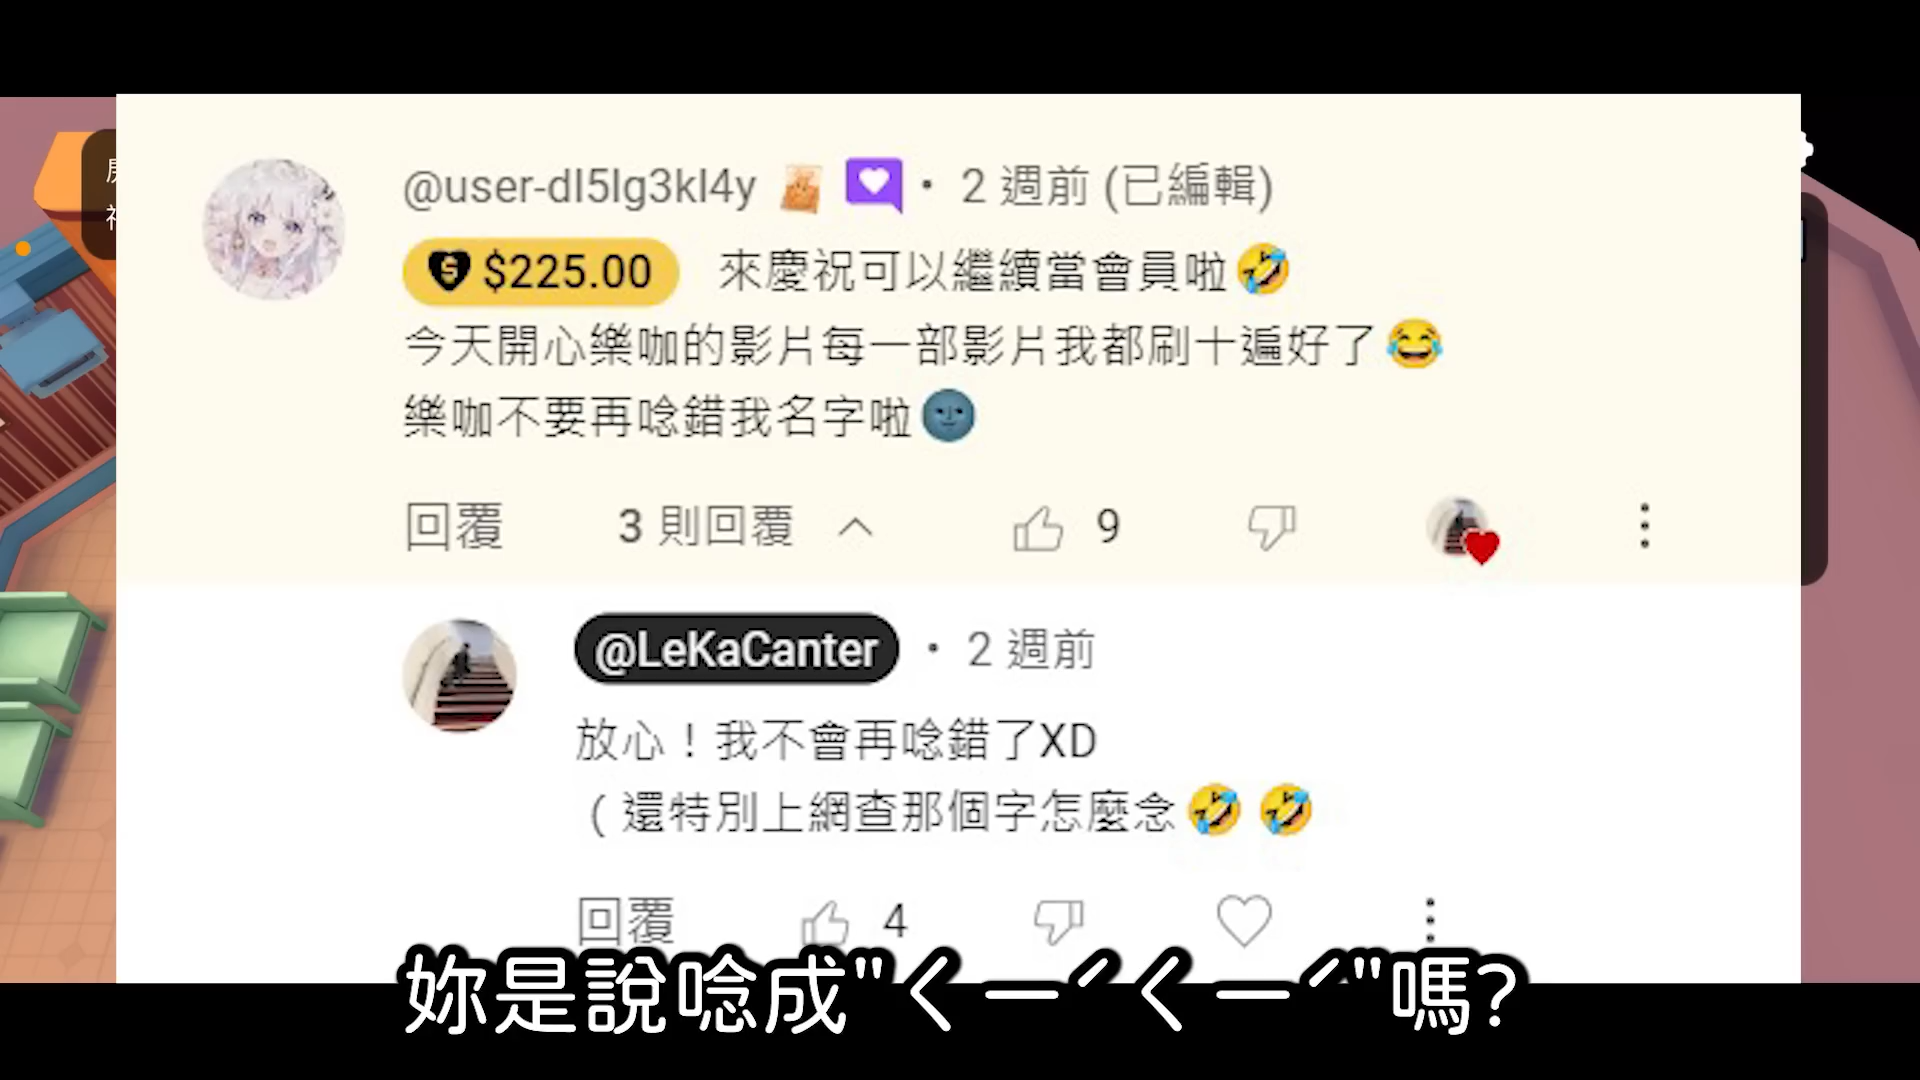 @user-dl5lg3kl4y • 2 週前 (已編輯)
$225.00 來慶祝可以繼續當會員啦🤣
今天開心樂咖的影片每一部影片我都刷十遍好了😂
樂咖不要再唸錯我名字啦🌚
回覆 3 則回覆 9
@LeKaCanter • 2 週前
放心！我不會再唸錯了XD
（還特別上網查那個字怎麼念🤣🤣
回覆 4
妳是說唸成"ㄑㄧˊㄑㄧˊ"嗎?